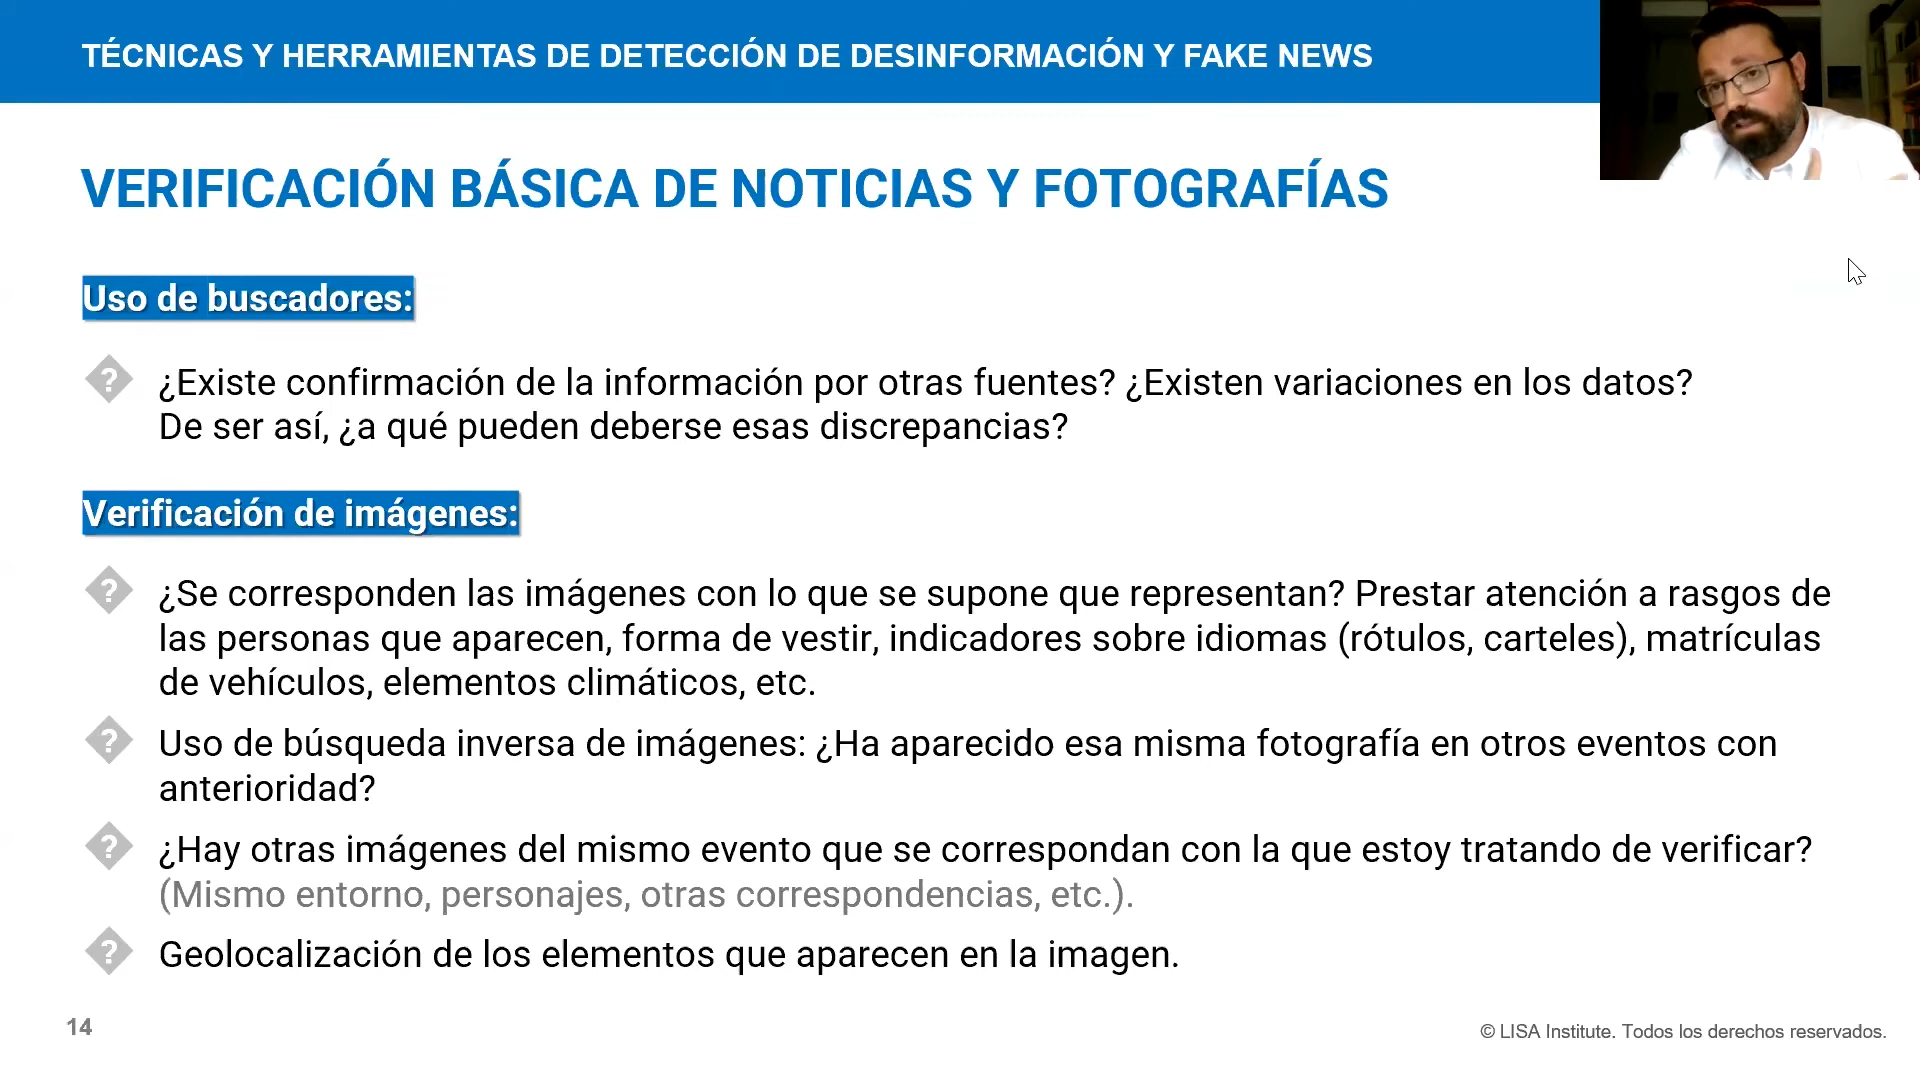 TÉCNICAS Y HERRAMIENTAS DE DETECCIÓN DE DESINFORMACIÓN Y FAKE NEWS
VERIFICACIÓN BÁSICA DE NOTICIAS Y FOTOGRAFÍAS
Uso de buscadores:
? ¿Existe confirmación de la información por otras fuentes? ¿Existen variaciones en los datos?
De ser así, ¿a qué pueden deberse esas discrepancias?
Verificación de imágenes:
? ¿Se corresponden las imágenes con lo que se supone que representan? Prestar atención a rasgos de
las personas que aparecen, forma de vestir, indicadores sobre idiomas (rótulos, carteles), matrículas
de vehículos, elementos climáticos, etc.
? Uso de búsqueda inversa de imágenes: ¿Ha aparecido esa misma fotografía en otros eventos con
anterioridad?
? ¿Hay otras imágenes del mismo evento que se correspondan con la que estoy tratando de verificar?
(Mismo entorno, personajes, otras correspondencias, etc.).
? Geolocalización de los elementos que aparecen en la imagen.
14
© LISA Institute. Todos los derechos reservados.